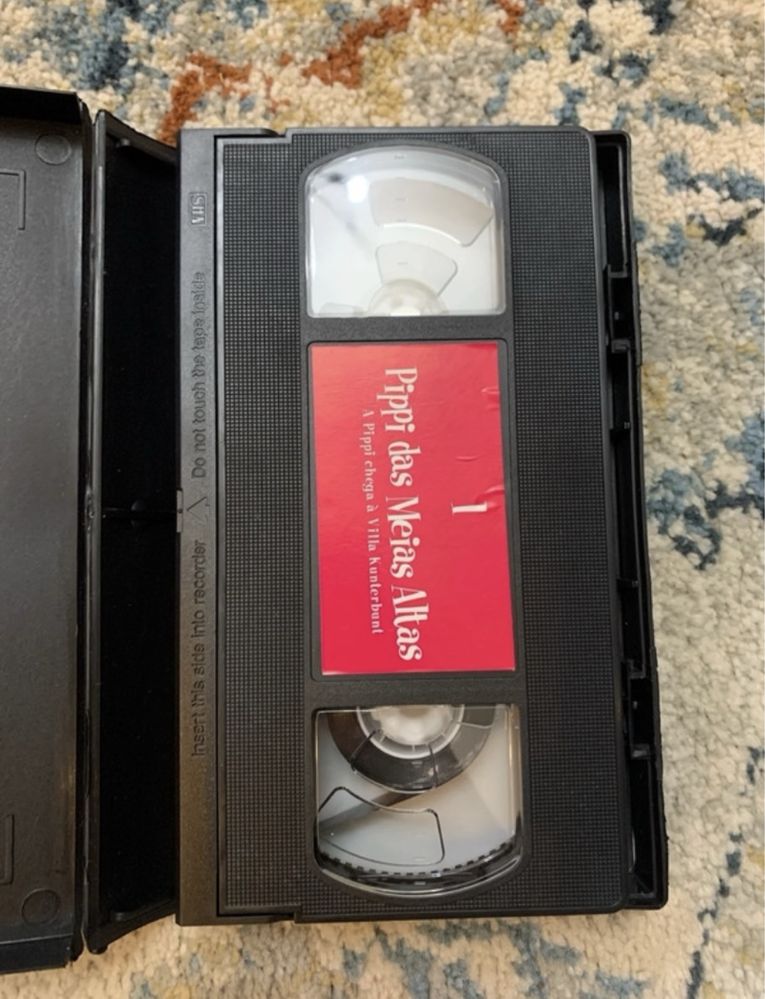 1
Pippi das Meias Altas
A Pippi chega à Villa Kunterbunt
VHS
Insert this side into recorder △ Do not touch the tape inside